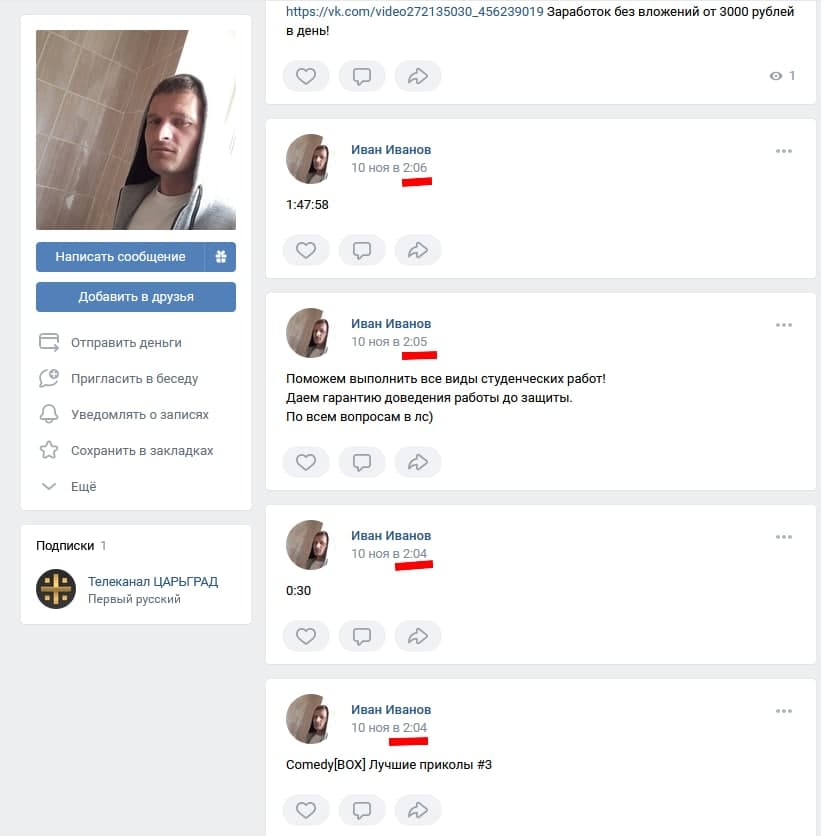 https://vk.com/video272135030_456239019 Заработок без вложений от 3000 рублей
в день!
1
Написать сообщение
Добавить в друзья
Отправить деньги
Пригласить в беседу
Уведомлять о записях
Сохранить в закладках
Ещё
Подписки 1
Телеканал ЦАРЬГРАД
Первый русский
Иван Иванов
10 ноя в 2:06
1:47:58
Иван Иванов
10 ноя в 2:05
Поможем выполнить все виды студенческих работ!
Даем гарантию доведения работы до защиты.
По всем вопросам в лс)
Иван Иванов
10 ноя в 2:04
0:30
Иван Иванов
10 ноя в 2:04
Comedy[BOX] Лучшие приколы #3